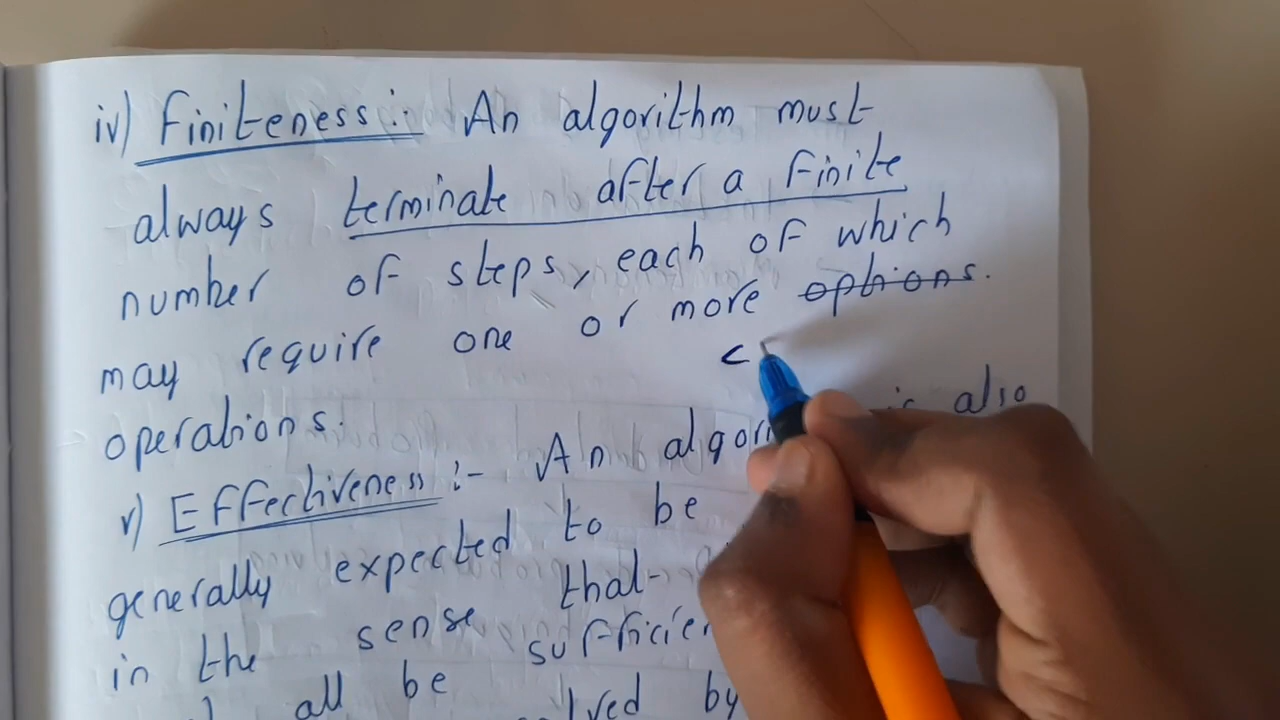 iv) Finiteness :- An algorithm must
always terminate after a finite
number of steps, each of which
may require one or more options.
<
operations.
v) Effectiveness :- An is also
generally expected to be
in the sense that
all be by